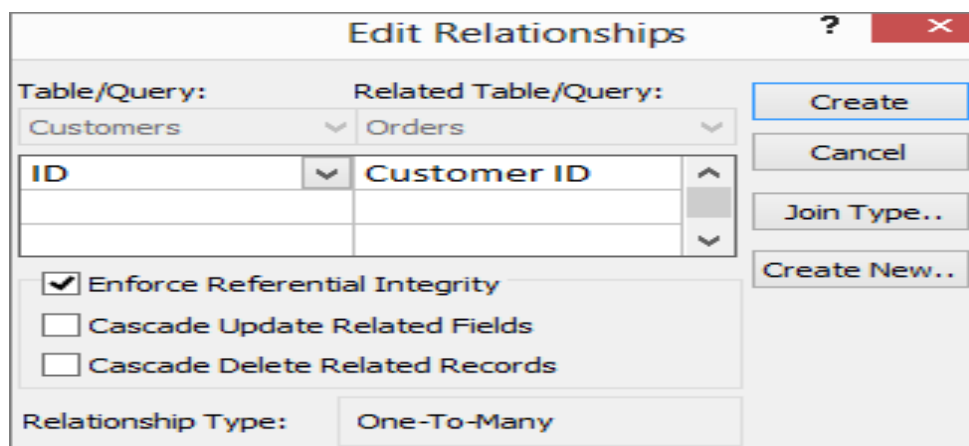 Edit Relationships ?
Table/Query: Related Table/Query:
Customers Orders
Create
ID Customer ID
Cancel
Join Type..
Create New..
Enforce Referential Integrity
Cascade Update Related Fields
Cascade Delete Related Records
Relationship Type: One-To-Many